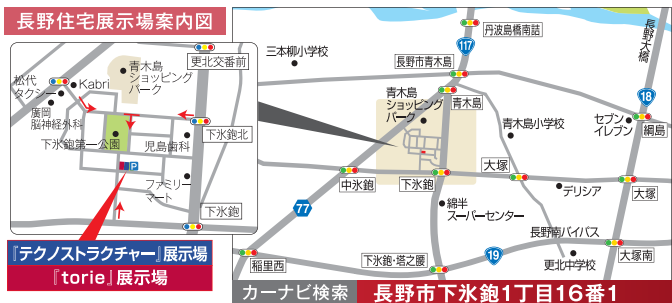 長野住宅展示場案内図
更北交番前
青木島
ショッピング
パーク
松代
タクシー
Kabri
廣岡
脳神経外科
下氷鉋第一公園
下氷鉋北
児島歯科
P
ファミリー
マート
下氷鉋
『テクノストラクチャー』展示場
『torie』展示場
丹波島橋南詰
117
三本柳小学校
長野市青木島
長野大橋
18
青木島
ショッピング
パーク
青木島
青木島小学校
セブン
イレブン
綱島
中氷鉋
下氷鉋
大塚
デリシア
大塚
77
綿半
スーパーセンター
長野南バイパス
稲里西
下氷鉋・塔之腰
19
更北中学校
大塚南
カーナビ検索
長野市下氷鉋1丁目16番1